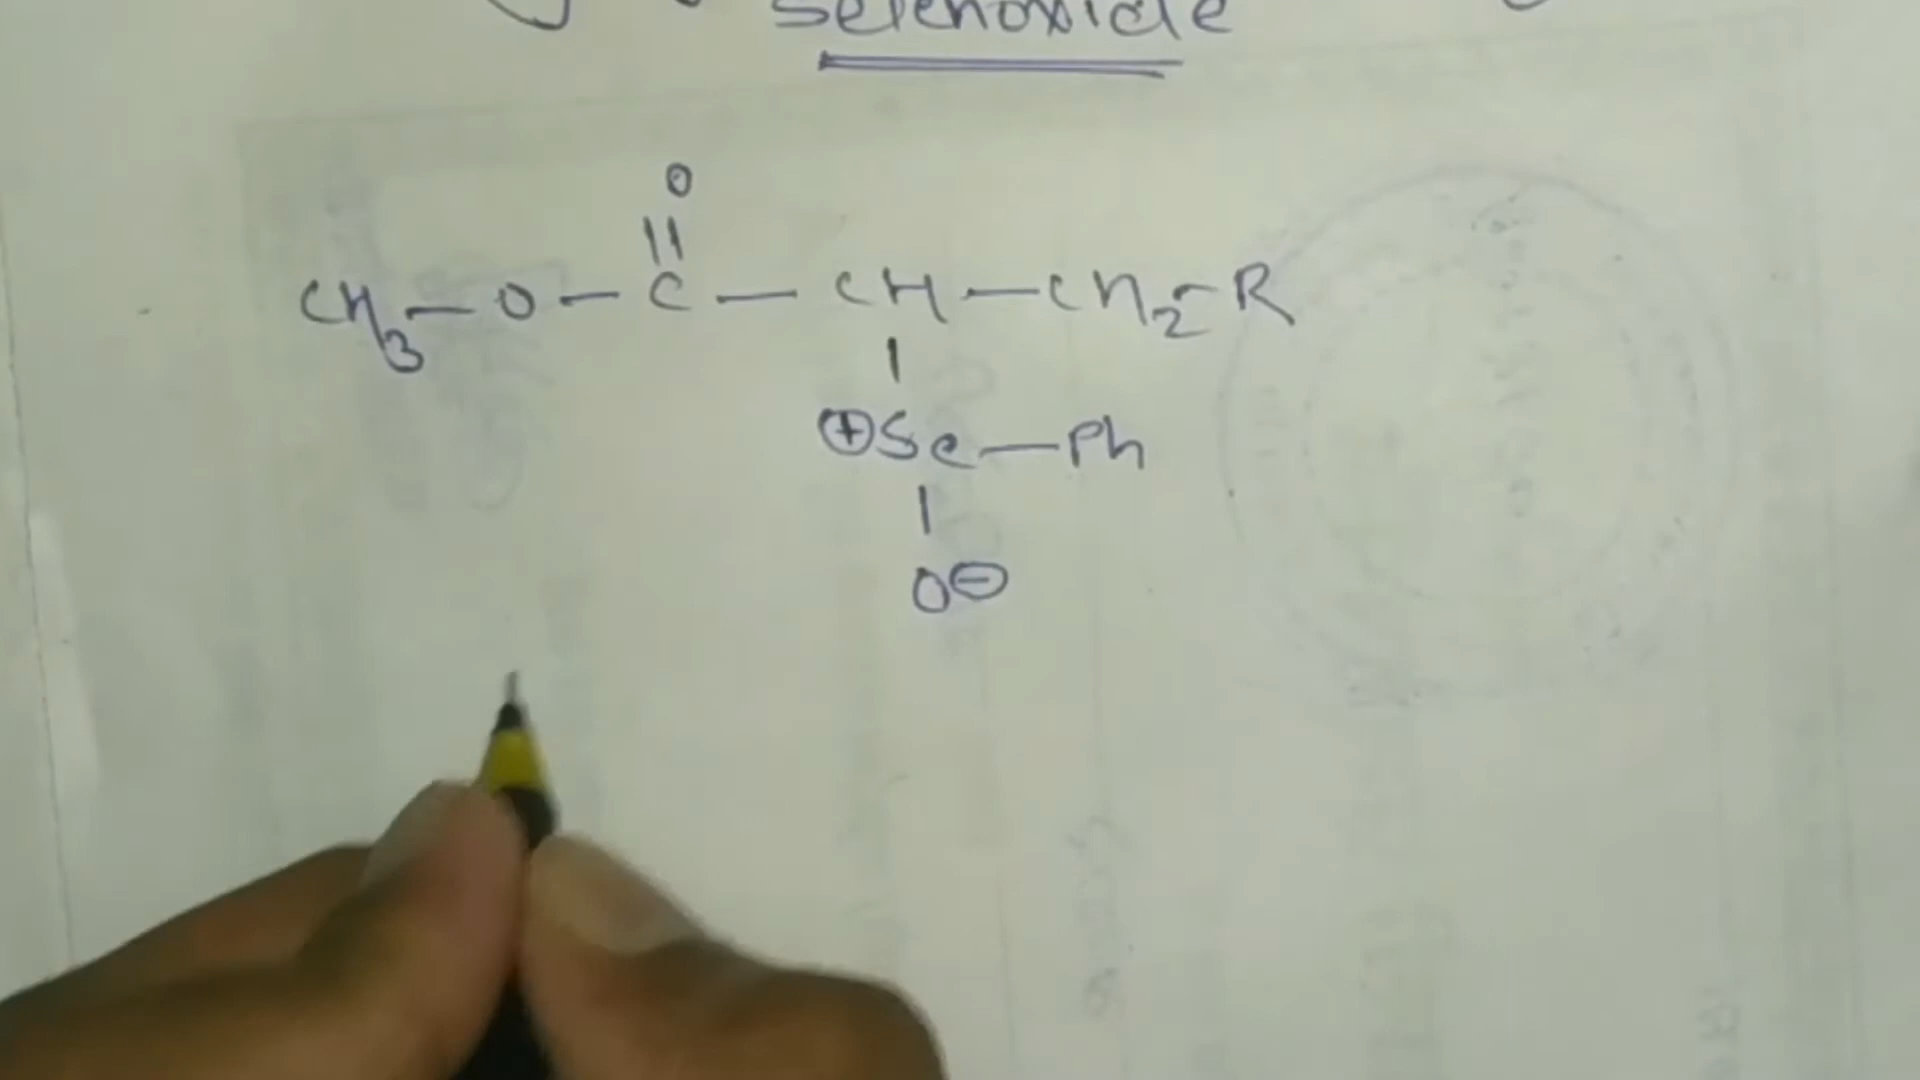 Selenoxide
O
||
CH₃—O—C—CH—CH₂—R
|
⊕Se—Ph
|
O⊖